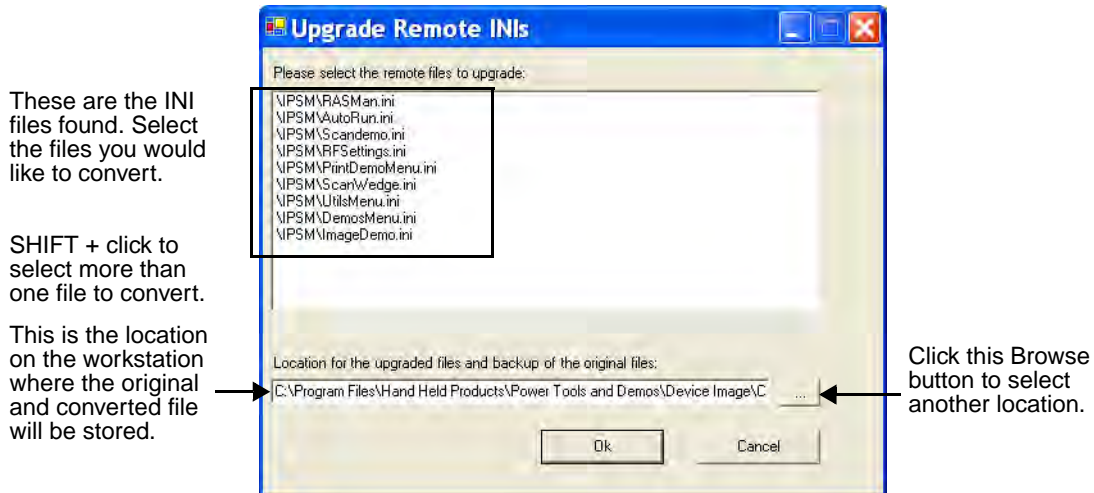 Upgrade Remote INIs
Please select the remote files to upgrade:
These are the INI
files found. Select
the files you would
like to convert.
\IPSM\RASMan.ini
\IPSM\AutoRun.ini
\IPSM\Scandemo.ini
\IPSM\RFSettings.ini
\IPSM\PrintDemoMenu.ini
\IPSM\ScanWedge.ini
\IPSM\UtilsMenu.ini
\IPSM\DemosMenu.ini
\IPSM\ImageDemo.ini
SHIFT + click to
select more than
one file to convert.
This is the location
on the workstation
where the original
and converted file
will be stored.
Location for the upgraded files and backup of the original files:
C:\Program Files\Hand Held Products\Power Tools and Demos\Device Image\C
...
Click this Browse
button to select
another location.
Ok
Cancel